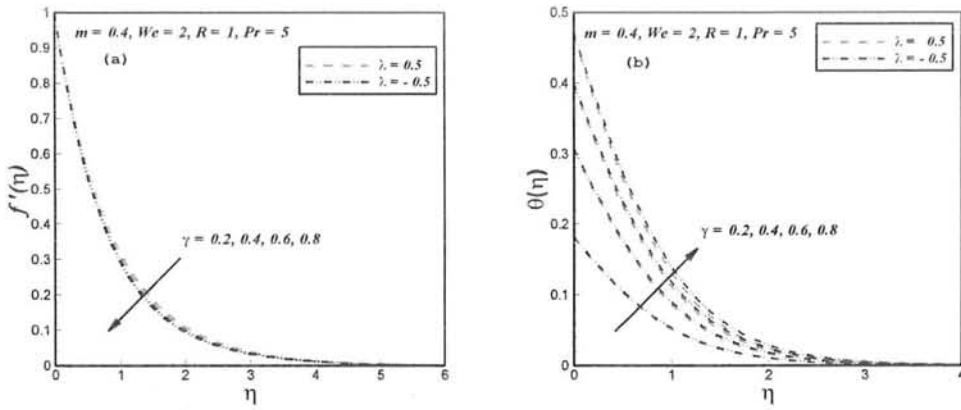 m = 0.4, We = 2, R = 1, Pr = 5
(a)
λ = 0.5
λ = - 0.5
1
0.9
0.8
0.7
0.6
0.5
0.4
0.3
0.2
0.1
0
f'(η)
γ = 0.2, 0.4, 0.6, 0.8
0 1 2 3 4 5 6
η
m = 0.4, We = 2, R = 1, Pr = 5
(b)
λ = 0.5
λ = - 0.5
0.5
0.4
0.3
0.2
0.1
0
θ(η)
γ = 0.2, 0.4, 0.6, 0.8
0 1 2 3 4
η